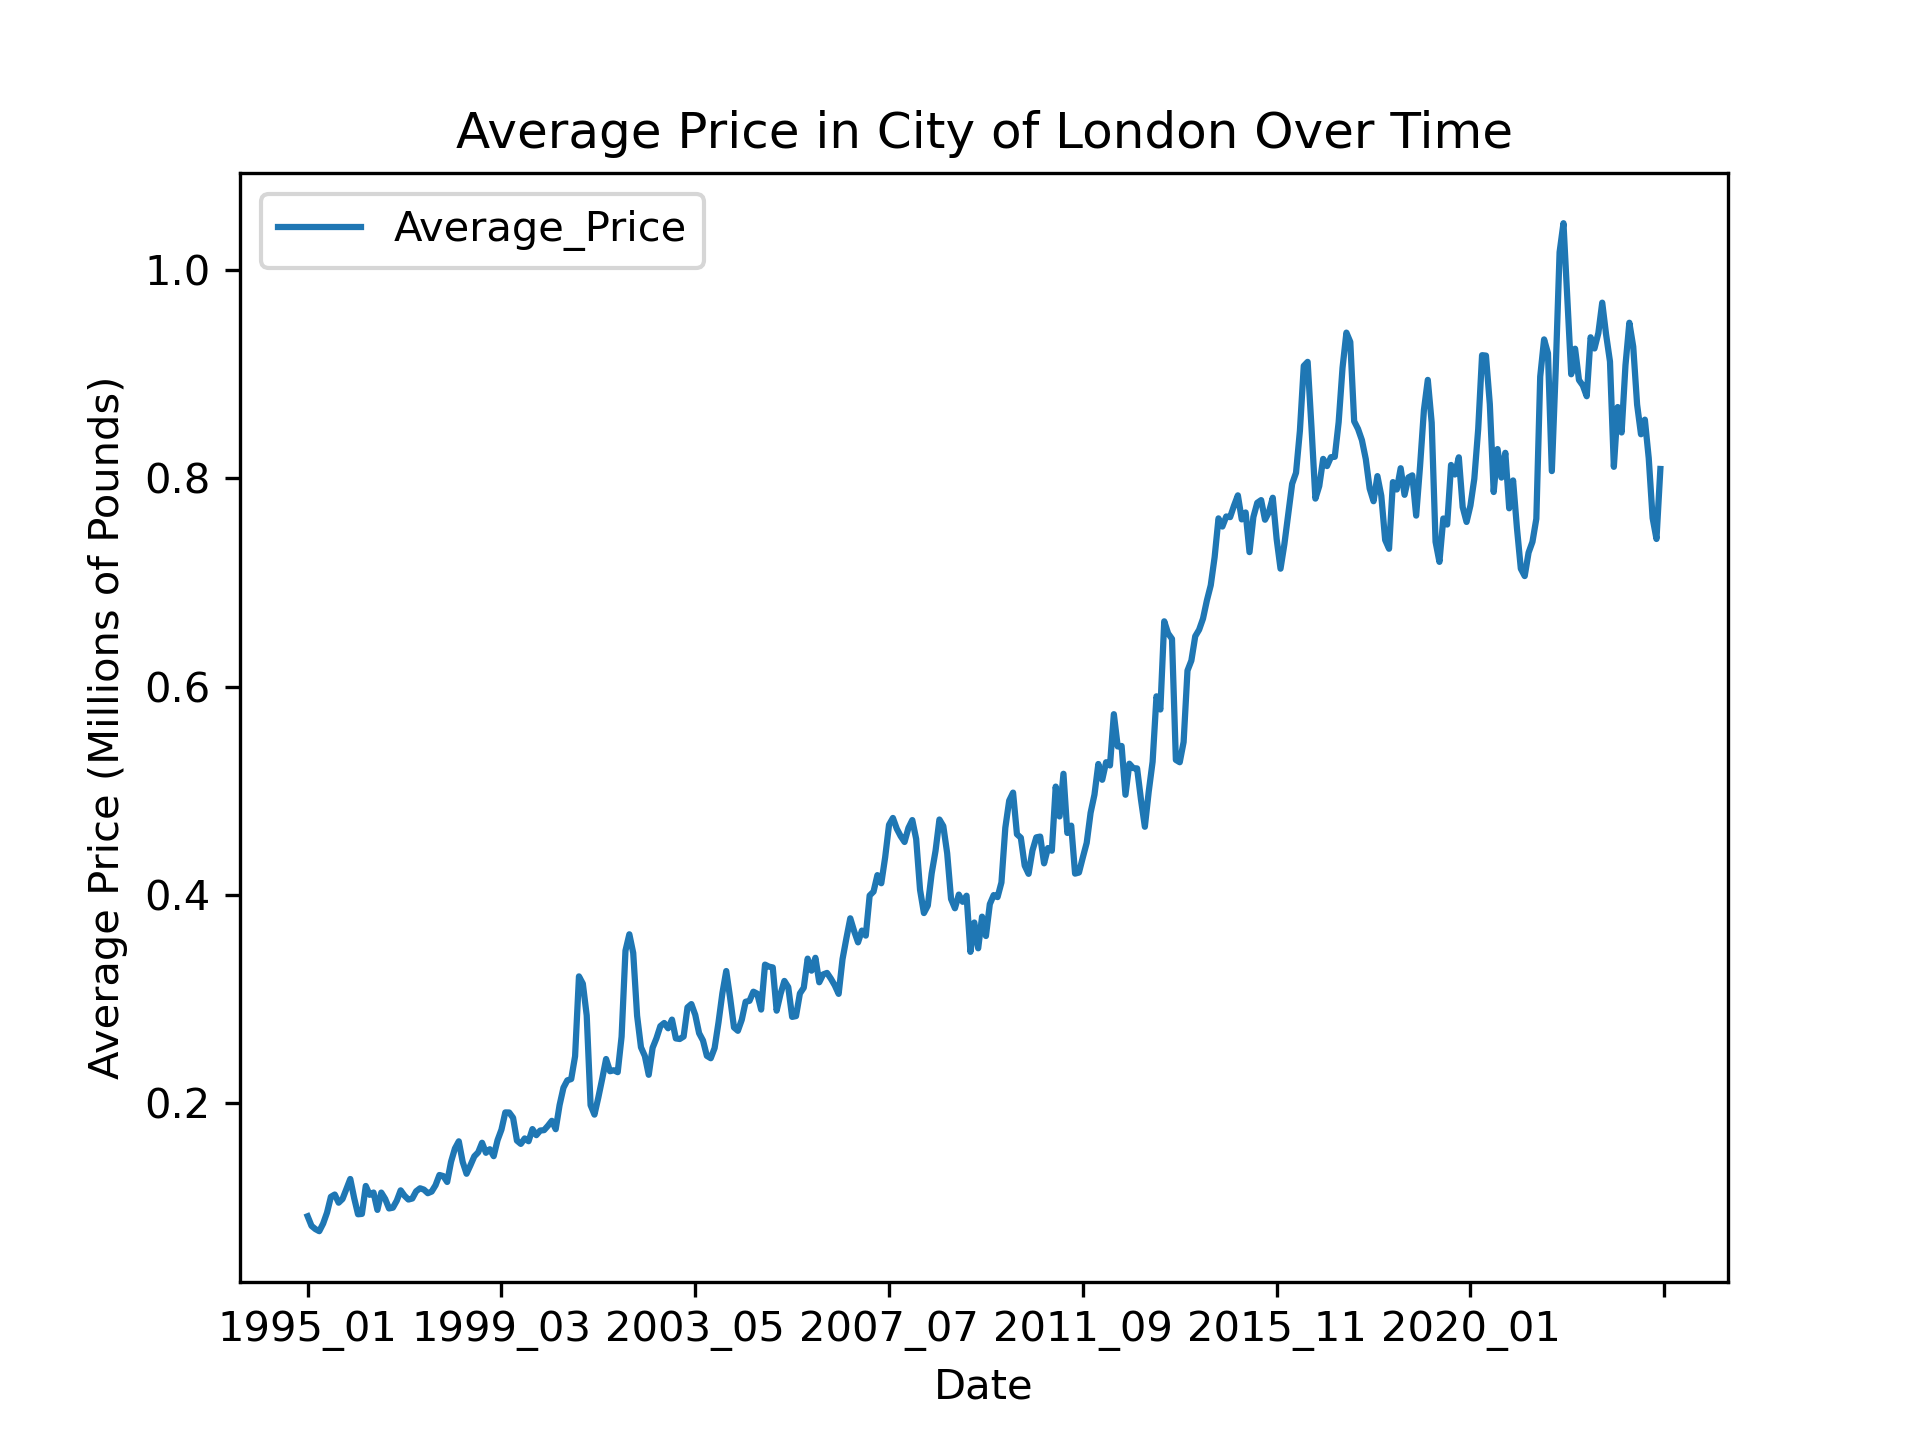 Average Price in City of London Over Time
Average_Price
1.0
0.8
0.6
0.4
0.2
Average Price (Millions of Pounds)
1995_01 1999_03 2003_05 2007_07 2011_09 2015_11 2020_01
Date